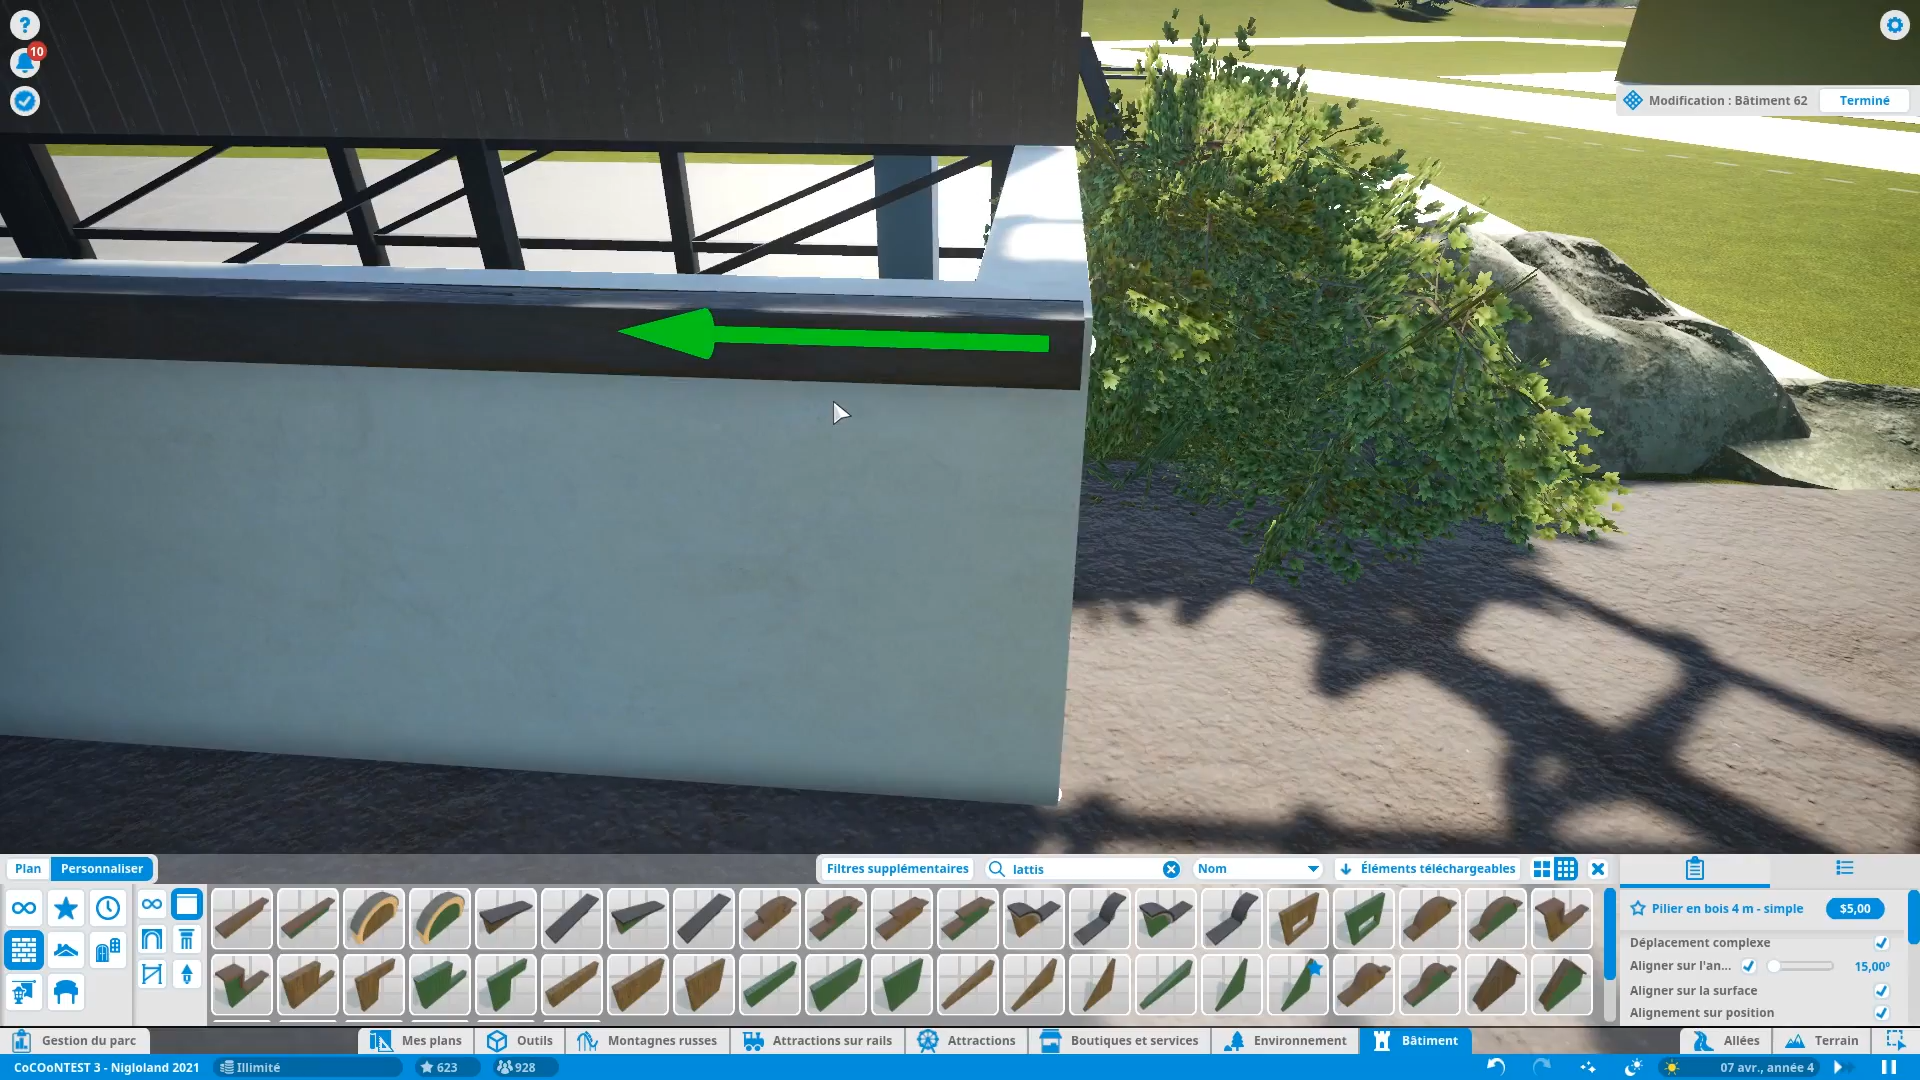 ?
10
Modification : Bâtiment 62
Terminé
Plan
Personnaliser
Filtres supplémentaires
lattis
Nom
Éléments téléchargeables
Pilier en bois 4 m - simple
$5,00
Déplacement complexe
Aligner sur l'an...
15,00°
Aligner sur la surface
Alignement sur position
Gestion du parc
Mes plans
Outils
Montagnes russes
Attractions sur rails
Attractions
Boutiques et services
Environnement
Bâtiment
Allées
Terrain
CoCOoNTEST 3 - Nigloland 2021
Illimité
623
928
07 avr., année 4